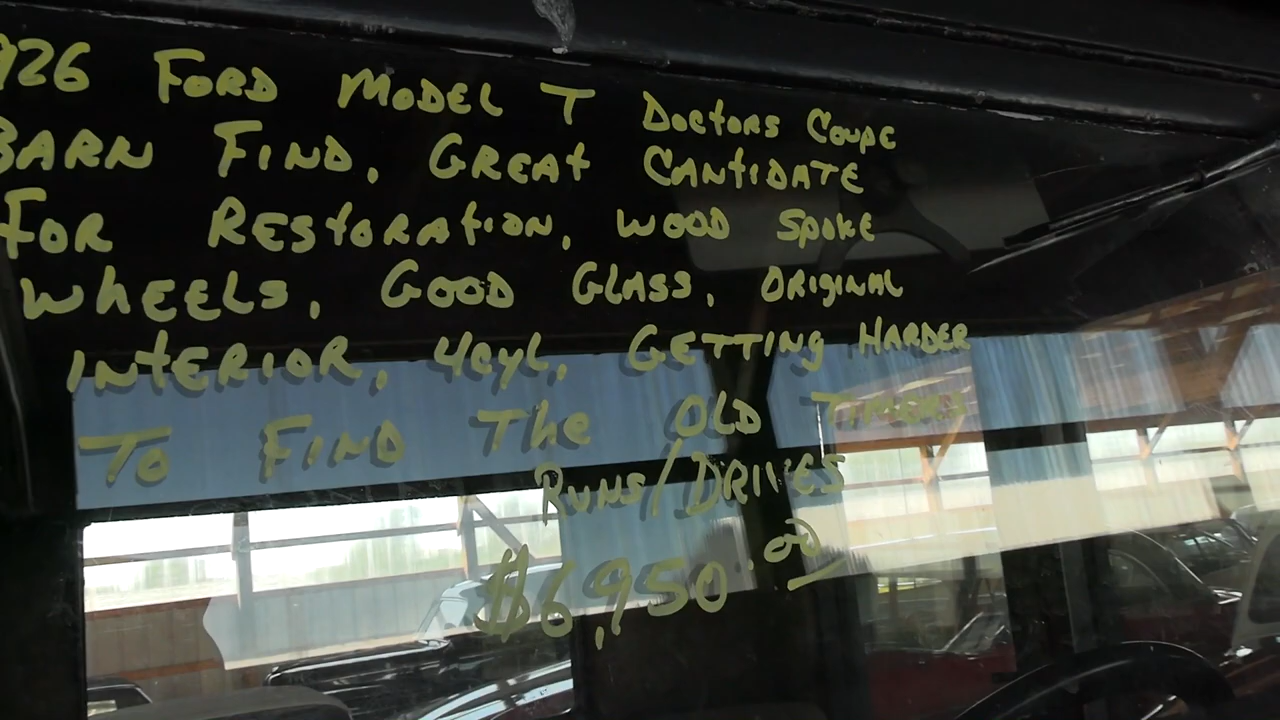 926 FORD MODEL T DOCTORS COUPE
BARN FIND, GREAT CANTIDATE
FOR RESTORATION, WOOD SPOKE
WHEELS, GOOD GLASS, ORIGINAL
INTERIOR, 4CYL, GETTING HARDER
TO FIND THE OLD TIMERS
RUNS/DRIVES
$6,950.00